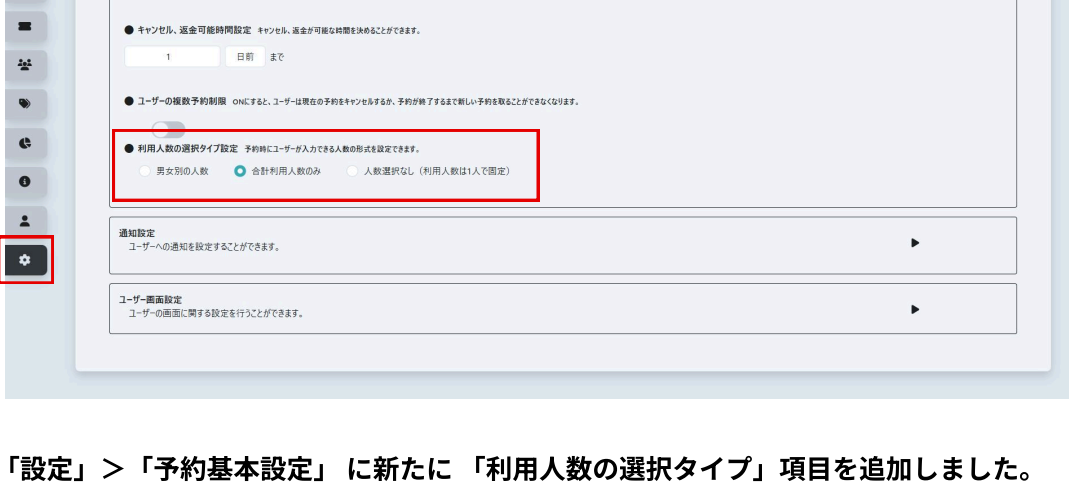 ● キャンセル、返金可能時間設定 キャンセル、返金が可能な時間を決めることができます。
1 日前 まで
● ユーザーの複数予約制限 ONにすると、ユーザーは現在の予約をキャンセルするか、予約が終了するまで新しい予約を取ることができなくなります。
● 利用人数の選択タイプ設定 予約時にユーザーが入力できる人数の形式を設定できます。
男女別の人数 合計利用人数のみ 人数選択なし（利用人数は1人で固定）
通知設定
ユーザーへの通知を設定することができます。
ユーザー画面設定
ユーザーの画面に関する設定を行うことができます。
「設定」＞「予約基本設定」 に新たに 「利用人数の選択タイプ」項目を追加しました。